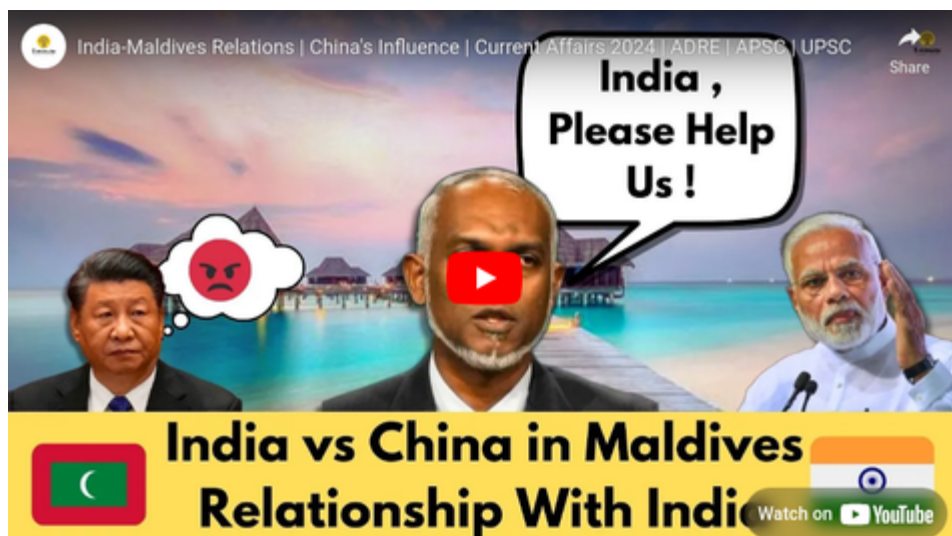 India-Maldives Relations | China's Influence | Current Affairs 2024 | ADRE | APSC | UPSC
Share
India ,
Please Help
Us !
India vs China in Maldives
Relationship With India
Watch on YouTube